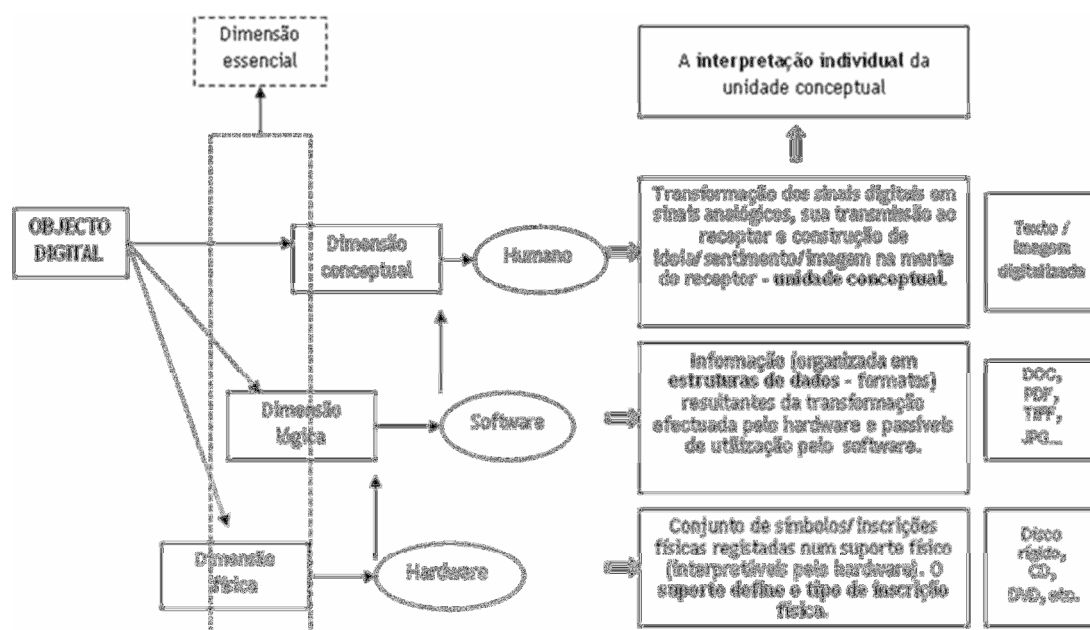 Dimensão
essencial
A interpretação individual da
unidade conceptual
OBJECTO
DIGITAL
Dimensão
conceptual
Humano
Transformação dos sinais digitais em
sinais analógicos, sua transmissão ao
receptor e construção de
ideia/sentimento/imagem na mente
do receptor - unidade conceptual.
Texto /
Imagem
digitalizada
Dimensão
lógica
Software
Informação (organizada em
estruturas de dados - formatos)
resultantes da transformação
efectuada pelo hardware e passíveis
de utilização pelo software.
DOC,
PDF,
TIFF,
JPG...
Dimensão
física
Hardware
Conjunto de símbolos/inscrições
físicas registadas num suporte físico
(interpretáveis pelo hardware). O
suporte define o tipo de inscrição
física.
Disco
rígido,
CD,
DVD, etc.